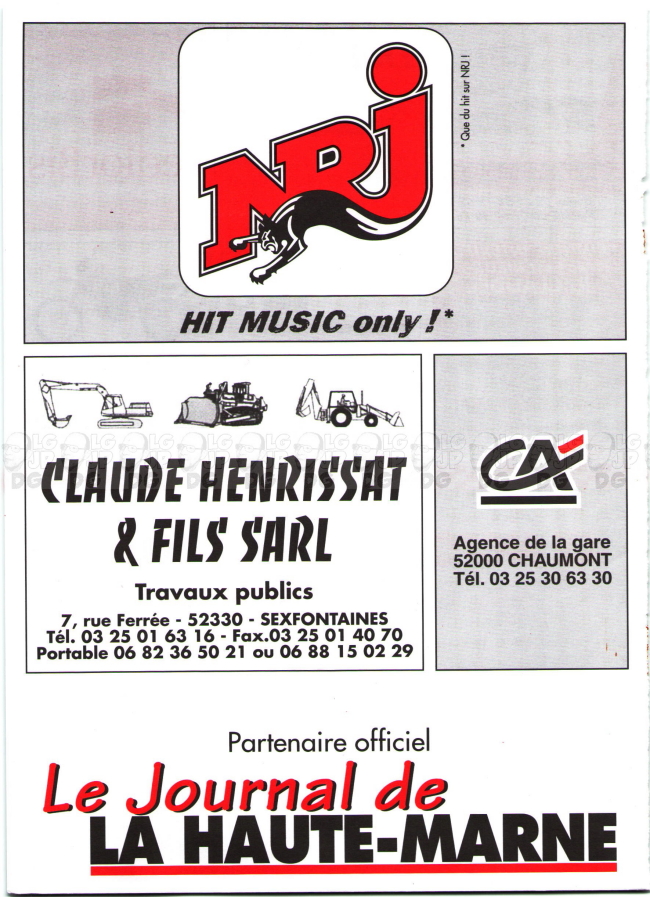 NRJ
* Que du hit sur NRJ !
HIT MUSIC only !*
CLAUDE HENRISSAT
& FILS SARL
Travaux publics
7, rue Ferrée - 52330 - SEXFONTAINES
Tél. 03 25 01 63 16 - Fax.03 25 01 40 70
Portable 06 82 36 50 21 ou 06 88 15 02 29
CA
Agence de la gare
52000 CHAUMONT
Tél. 03 25 30 63 30
Partenaire officiel
Le Journal de
LA HAUTE-MARNE